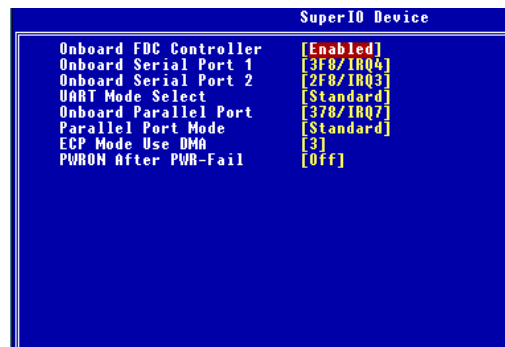 SuperIO Device
Onboard FDC Controller [Enabled]
Onboard Serial Port 1 [3F8/IRQ4]
Onboard Serial Port 2 [2F8/IRQ3]
UART Mode Select [Standard]
Onboard Parallel Port [378/IRQ7]
Parallel Port Mode [Standard]
ECP Mode Use DMA [3]
PWRON After PWR-Fail [Off]